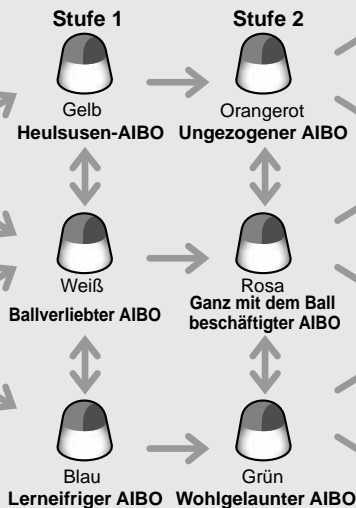 Stufe 1 Stufe 2
Gelb Orangerot
Heulsusen-AIBO Ungezogener AIBO
Weiß Rosa
Ballverliebter AIBO Ganz mit dem Ball
beschäftigter AIBO
Blau Grün
Lerneifriger AIBO Wohlgelaunter AIBO